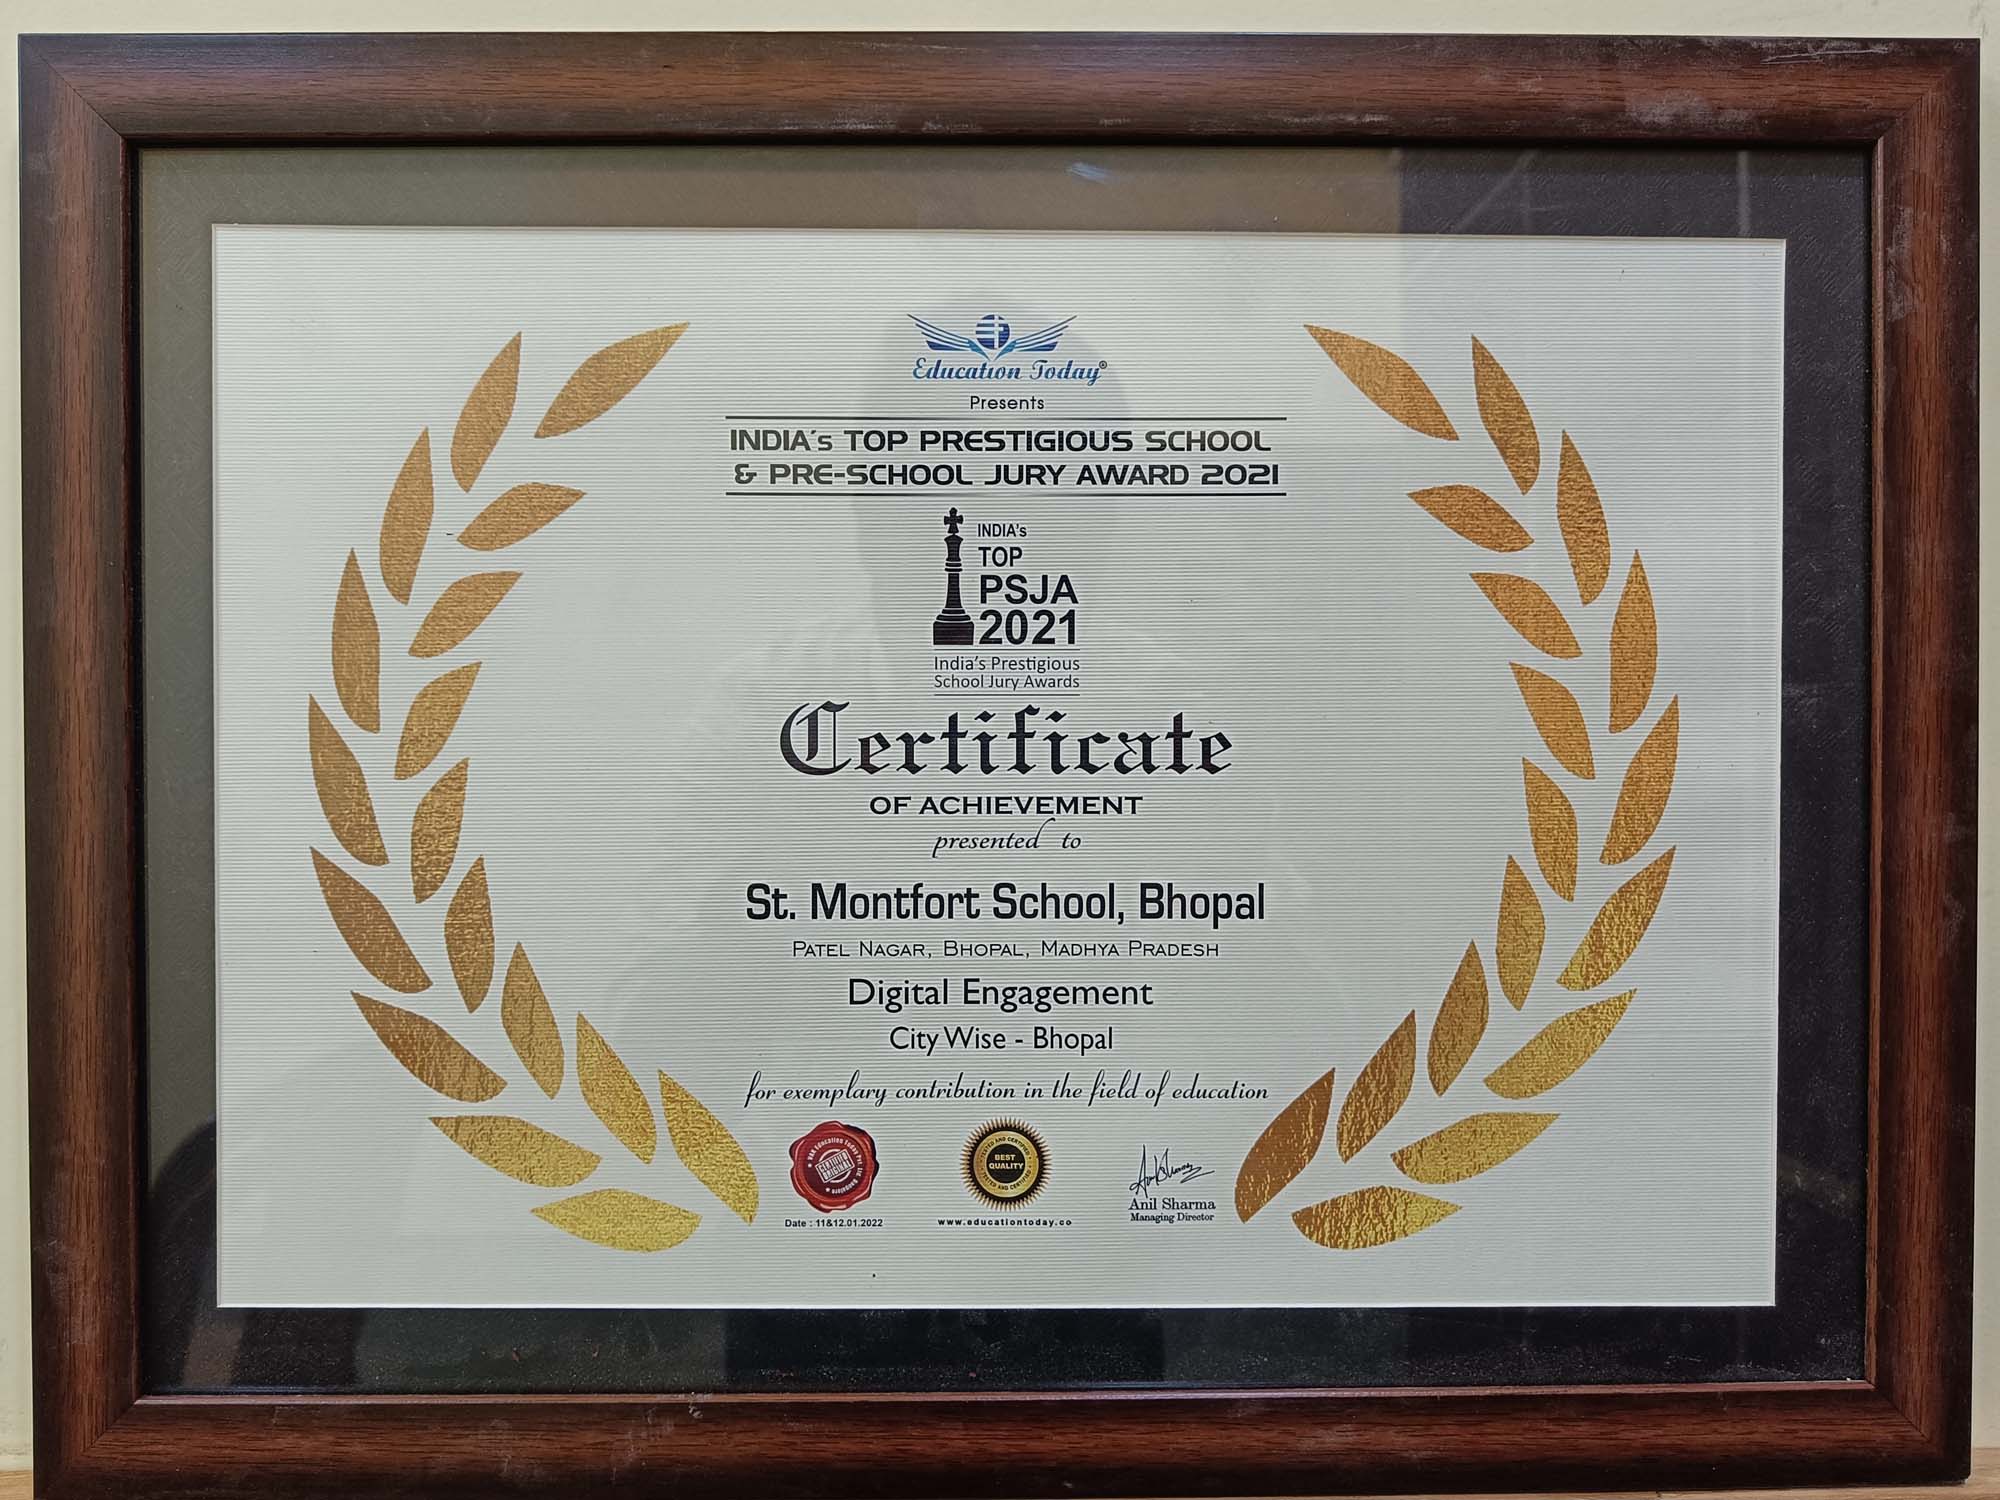 Education Today®
Presents
INDIA's TOP PRESTIGIOUS SCHOOL
& PRE-SCHOOL JURY AWARD 2021
INDIA's
TOP
PSJA
2021
India's Prestigious
School Jury Awards
Certificate
OF ACHIEVEMENT
presented to
St. Montfort School, Bhopal
PATEL NAGAR, BHOPAL, MADHYA PRADESH
Digital Engagement
City Wise - Bhopal
for exemplary contribution in the field of education
BEST
QUALITY
Anil Sharma
Managing Director
Date : 11&12.01.2022
www.educationtoday.co